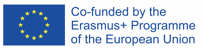 Co-funded by the
Erasmus+ Programme
of the European Union